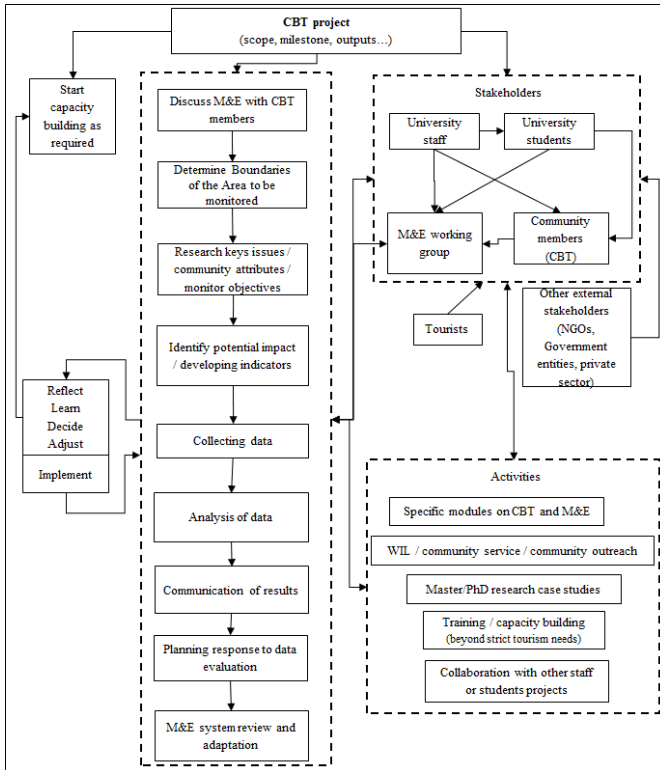 CBT project
(scope, milestone, outputs...)
Start
capacity
building as
required
Discuss M&E with CBT
members
Determine Boundaries
of the Area to be
monitored
Research keys issues /
community attributes /
monitor objectives
Identify potential impact
/ developing indicators
Collecting data
Analysis of data
Communication of results
Planning response to data
evaluation
M&E system review and
adaptation
Reflect
Learn
Decide
Adjust
Implement
Stakeholders
University
staff
University
students
M&E working
group
Community
members
(CBT)
Tourists
Other external
stakeholders
(NGOs,
Government
entities, private
sector)
Activities
Specific modules on CBT and M&E
WIL / community service / community outreach
Master/PhD research case studies
Training / capacity building
(beyond strict tourism needs)
Collaboration with other staff
or students projects